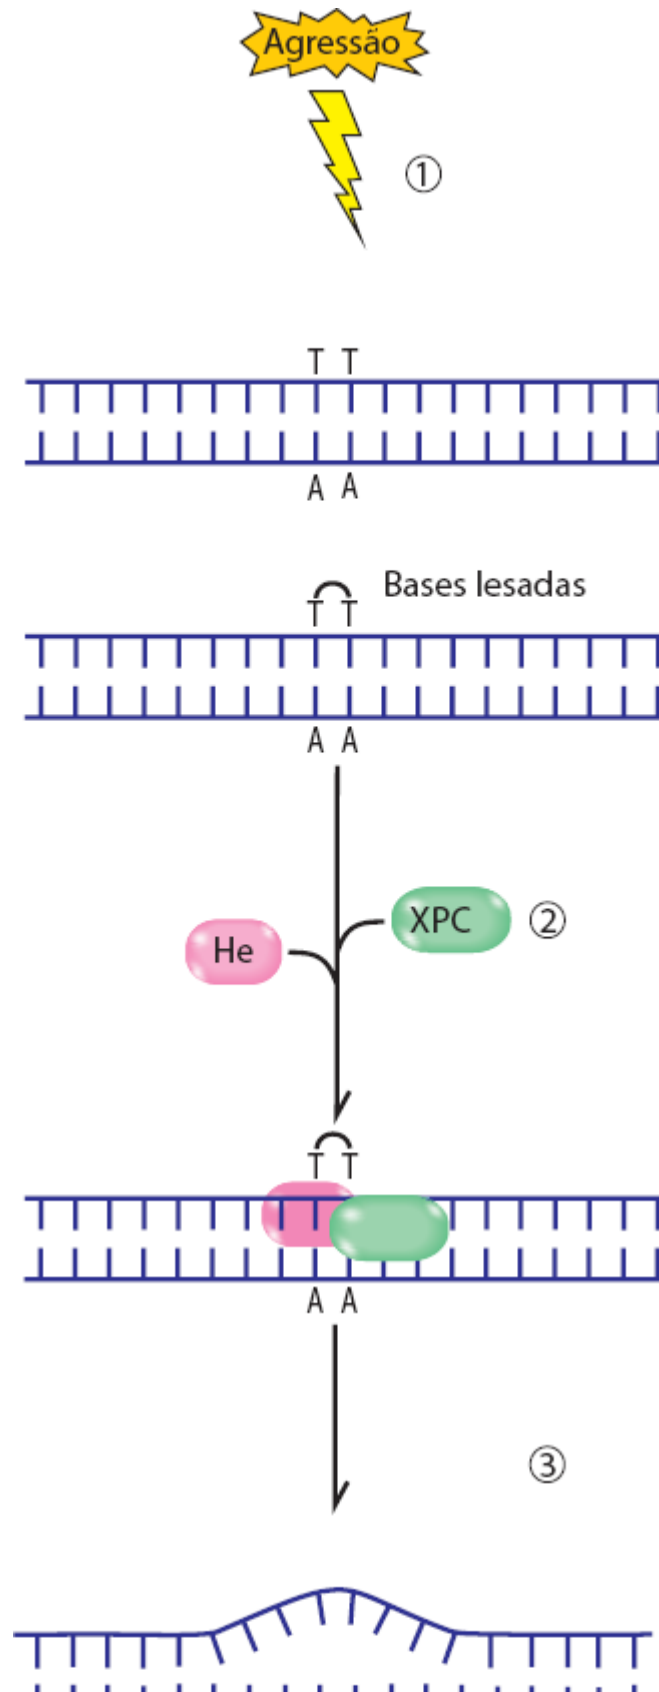 Agressão
①
T T
A A
T T Bases lesadas
A A
XPC ②
He
T T
A A
③